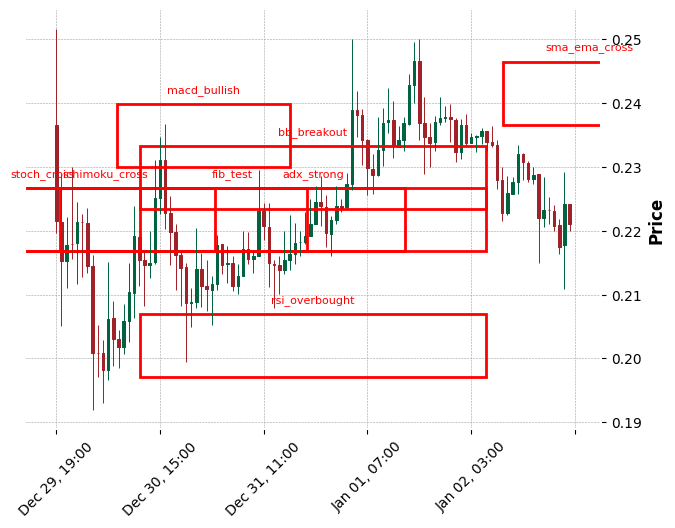 sma_ema_cross
macd_bullish
bb_breakout
stoch_cross
ichimoku_cross
fib_test
adx_strong
rsi_overbought
0.25
0.24
0.23
0.22
0.21
0.20
0.19
Price
Dec 29, 19:00
Dec 30, 15:00
Dec 31, 11:00
Jan 01, 07:00
Jan 02, 03:00